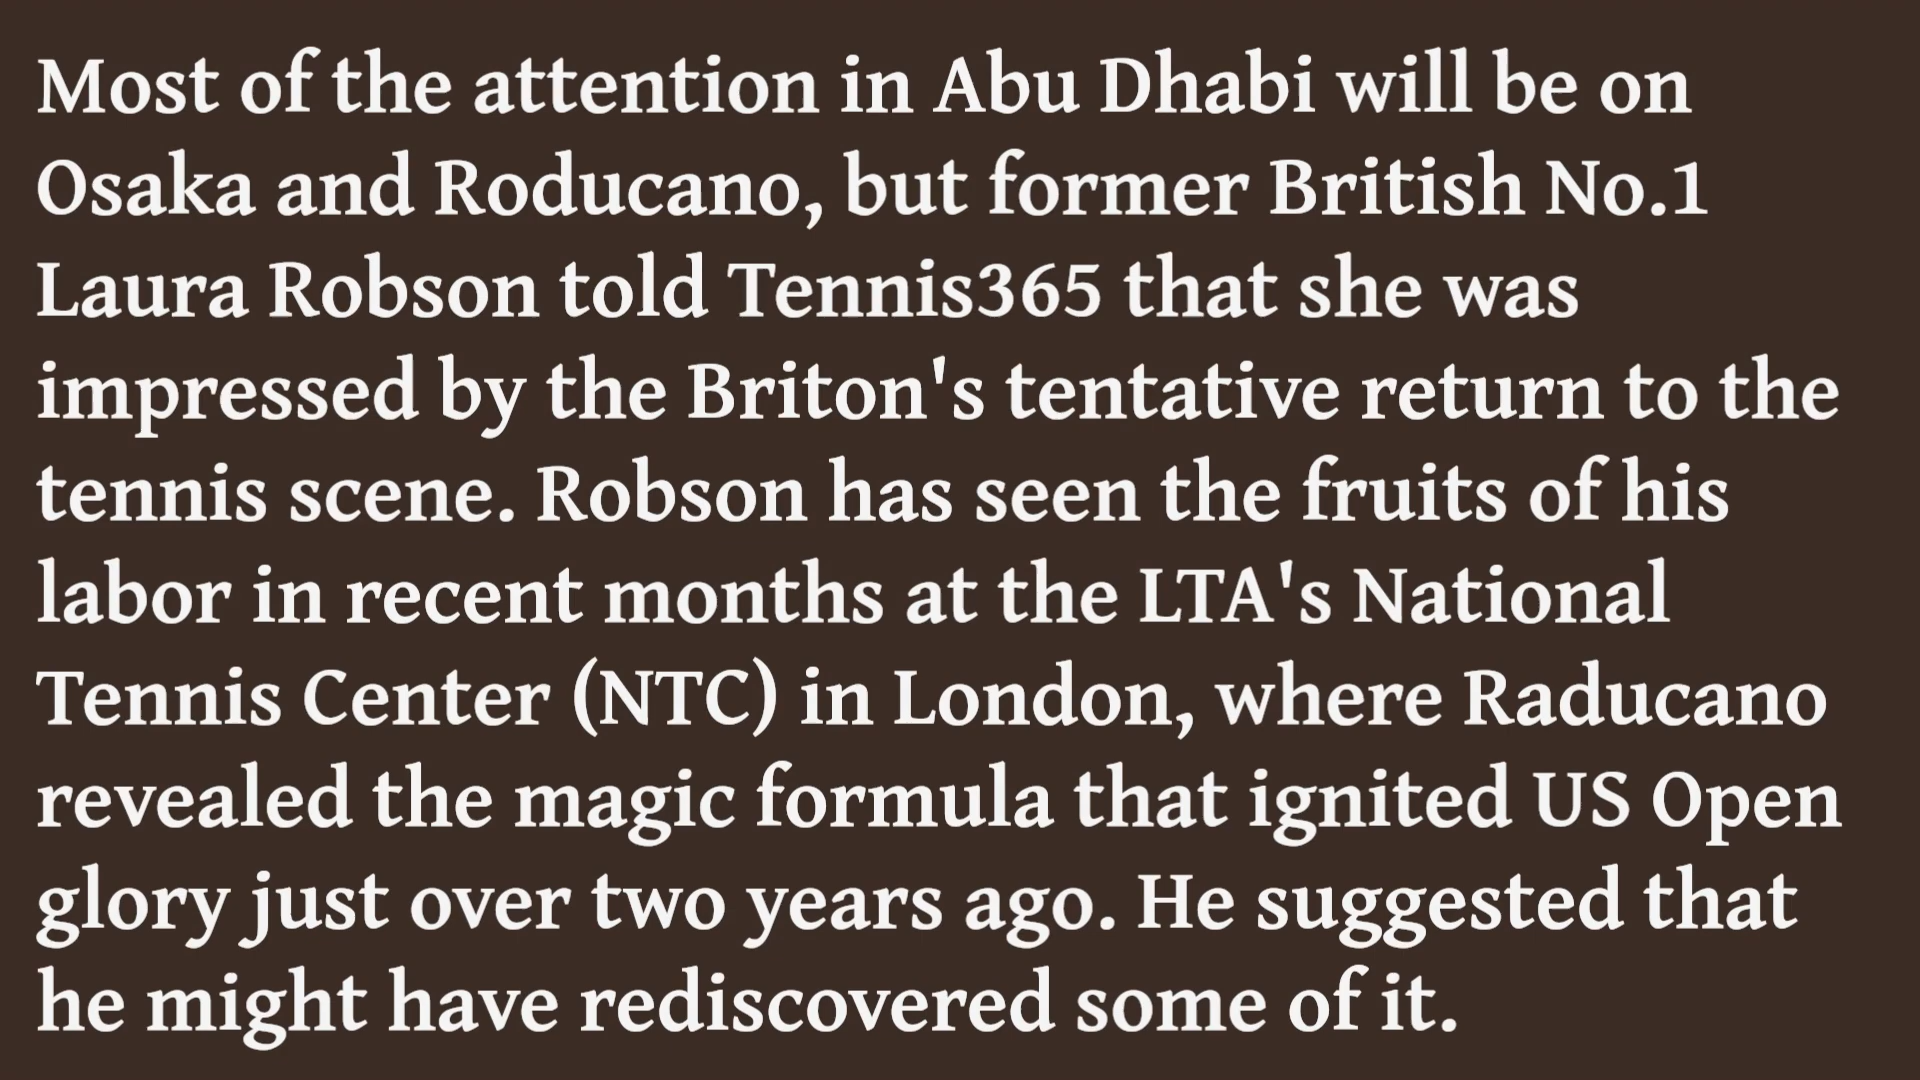 Most of the attention in Abu Dhabi will be on
Osaka and Roducano, but former British No.1
Laura Robson told Tennis365 that she was
impressed by the Briton's tentative return to the
tennis scene. Robson has seen the fruits of his
labor in recent months at the LTA's National
Tennis Center (NTC) in London, where Raducano
revealed the magic formula that ignited US Open
glory just over two years ago. He suggested that
he might have rediscovered some of it.